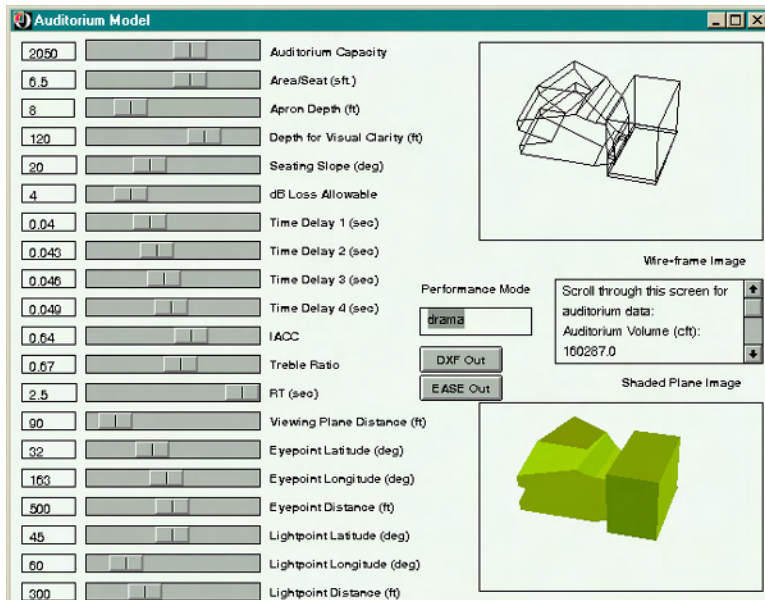 Auditorium Model
2050 Auditorium Capacity
6.5 Area/Seat (sft.)
8 Apron Depth (ft)
120 Depth for Visual Clarity (ft)
20 Seating Slope (deg)
4 dB Loss Allowable
0.04 Time Delay 1 (sec)
0.043 Time Delay 2 (sec)
0.046 Time Delay 3 (sec)
0.049 Time Delay 4 (sec)
0.64 IACC
0.67 Treble Ratio
2.5 RT (sec)
90 Viewing Plane Distance (ft)
32 Eyepoint Latitude (deg)
163 Eyepoint Longitude (deg)
500 Eyepoint Distance (ft)
45 Lightpoint Latitude (deg)
60 Lightpoint Longitude (deg)
300 Lightpoint Distance (ft)
Performance Mode
drama
DXF Out
EASE Out
Wire-frame Image
Scroll through this screen for
auditorium data:
Auditorium Volume (cft):
160287.0
Shaded Plane Image